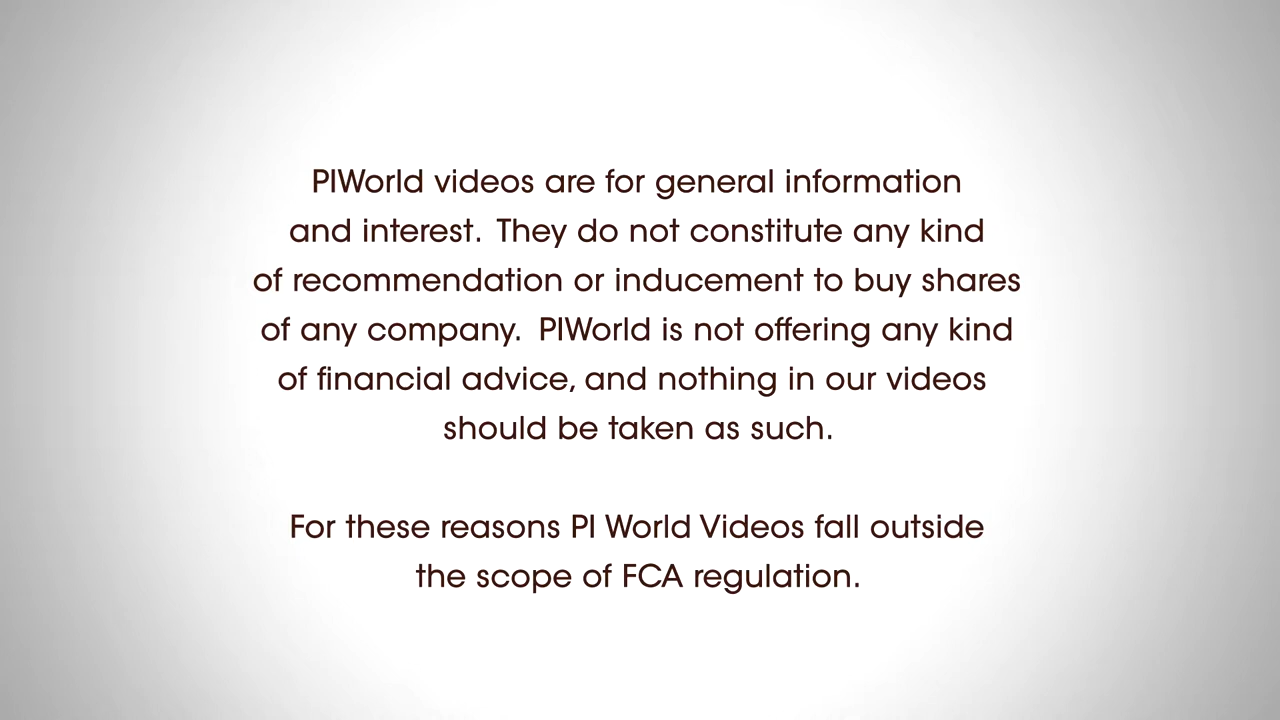 PIWorld videos are for general information
and interest. They do not constitute any kind
of recommendation or inducement to buy shares
of any company. PIWorld is not offering any kind
of financial advice, and nothing in our videos
should be taken as such.
For these reasons PI World Videos fall outside
the scope of FCA regulation.